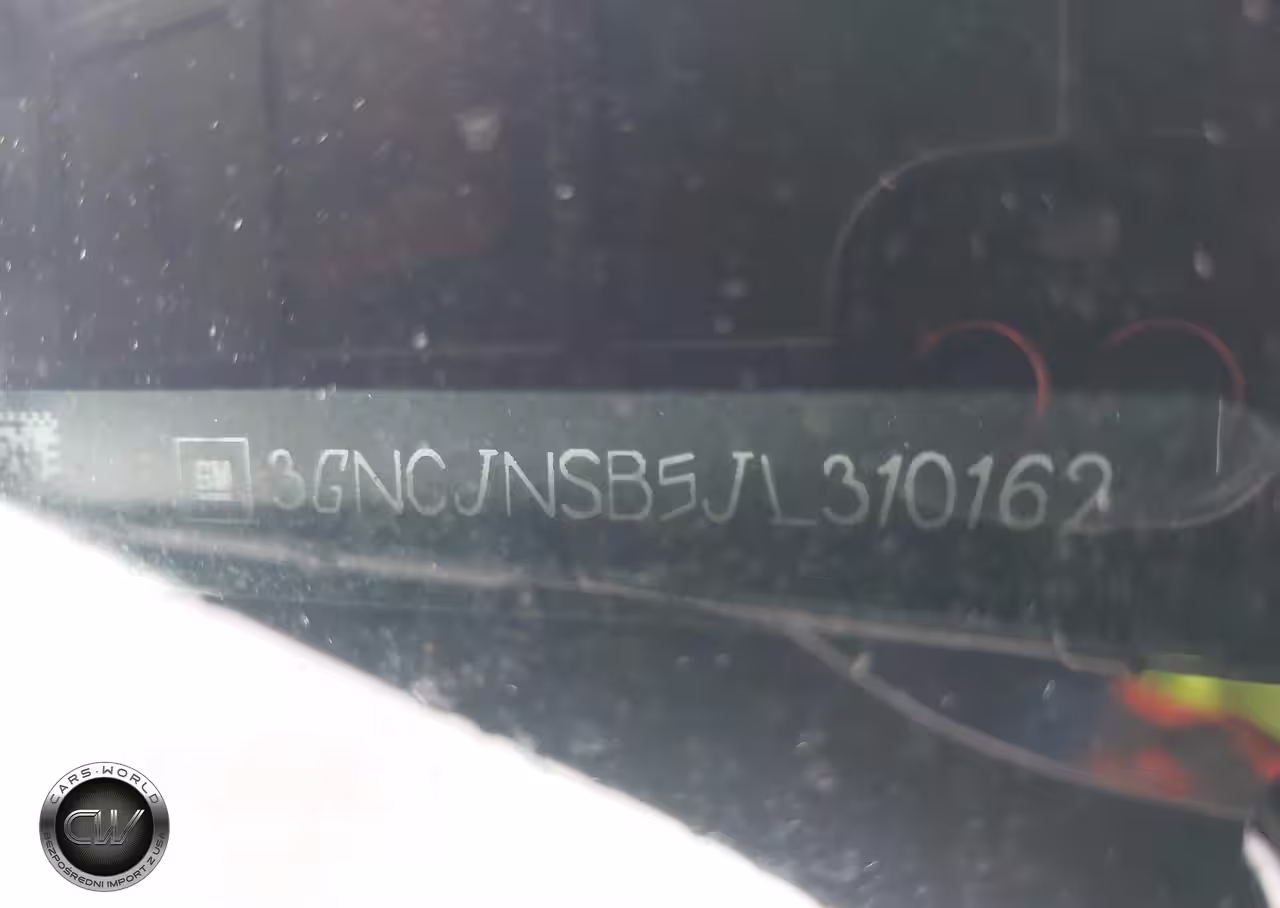 GM
3GNCJNSB5JL310162
CARS-WORLD
CW
BEZPOŚREDNI IMPORT Z USA